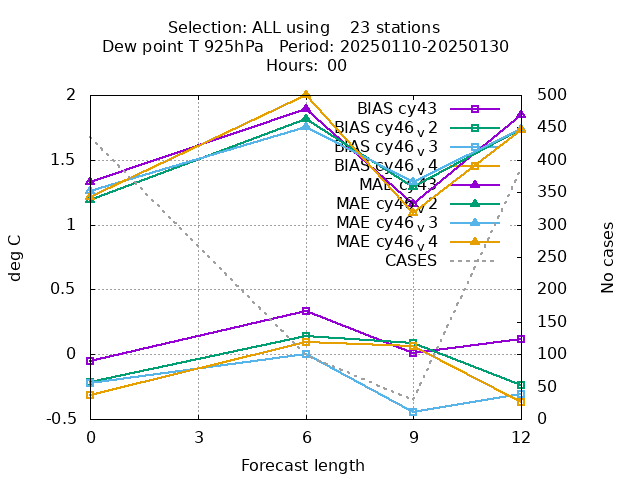 Selection: ALL using 23 stations
Dew point T 925hPa Period: 20250110-20250130
Hours: 00
2
1.5
1
0.5
0
-0.5
deg C
0
3
6
9
12
Forecast length
500
450
400
350
300
250
200
150
100
50
0
No cases
BIAS cy43
BIAS cy46_v2
BIAS cy46_v3
BIAS cy46_v4
MAE cy43
MAE cy46_v2
MAE cy46_v3
MAE cy46_v4
CASES